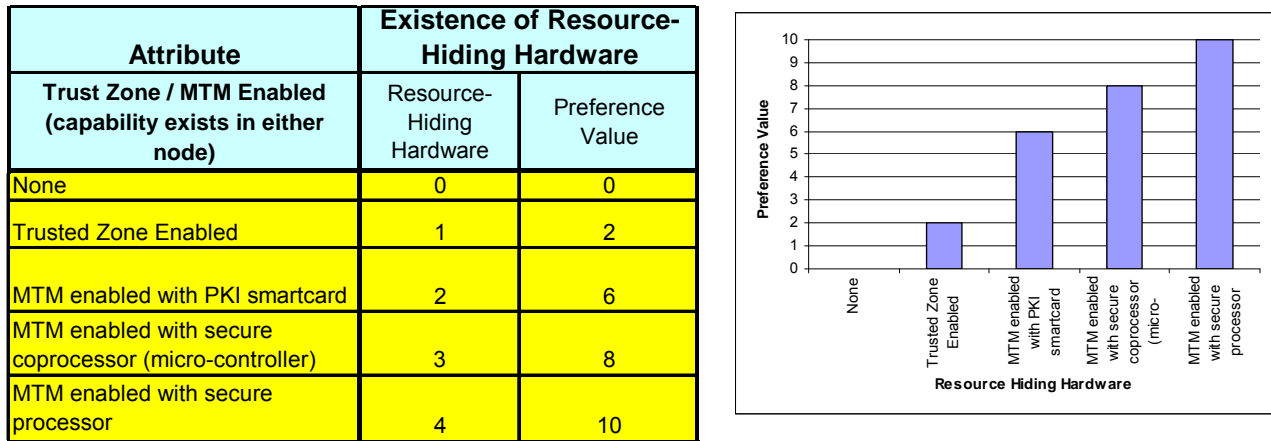 Attribute
Existence of Resource-
Hiding Hardware
Trust Zone / MTM Enabled
(capability exists in either
node)
Resource-
Hiding
Hardware
Preference
Value
None 0 0
Trusted Zone Enabled 1 2
MTM enabled with PKI smartcard 2 6
MTM enabled with secure
coprocessor (micro-controller) 3 8
MTM enabled with secure
processor 4 10
Preference Value
10
9
8
7
6
5
4
3
2
1
0
None
Trusted Zone
Enabled
MTM enabled
with PKI
smartcard
MTM enabled
with secure
coprocessor
(micro-
MTM enabled
with secure
processor
Resource Hiding Hardware